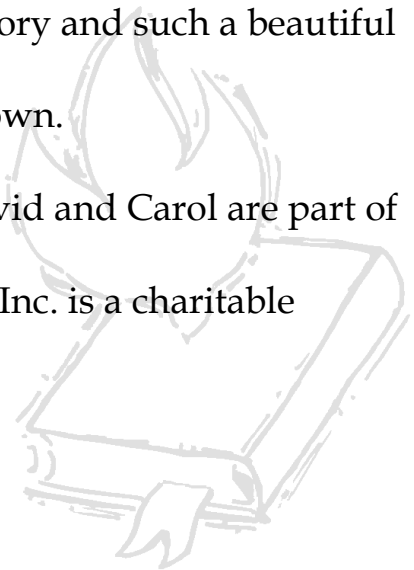 ory and such a beautiful
own.
vid and Carol are part of
Inc. is a charitable